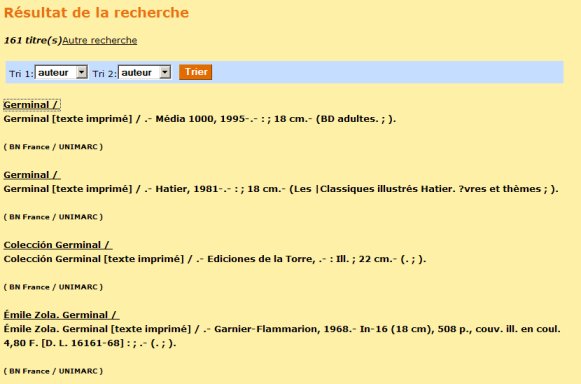 Résultat de la recherche
161 titre(s)Autre recherche
Tri 1: auteur Tri 2: auteur Trier
Germinal /
Germinal [texte imprimé] / .- Média 1000, 1995-.- : ; 18 cm.- (BD adultes. ; ).
( BN France / UNIMARC )
Germinal /
Germinal [texte imprimé] / .- Hatier, 1981-.- : ; 18 cm.- (Les |Classiques illustrés Hatier. ?vres et thèmes ; ).
( BN France / UNIMARC )
Colección Germinal /
Colección Germinal [texte imprimé] / .- Ediciones de la Torre, .- : Ill. ; 22 cm.- (. ; ).
( BN France / UNIMARC )
Émile Zola. Germinal /
Émile Zola. Germinal [texte imprimé] / .- Garnier-Flammarion, 1968.- In-16 (18 cm), 508 p., couv. ill. en coul.
4,80 F. [D. L. 16161-68] : ; .- (. ; ).
( BN France / UNIMARC )